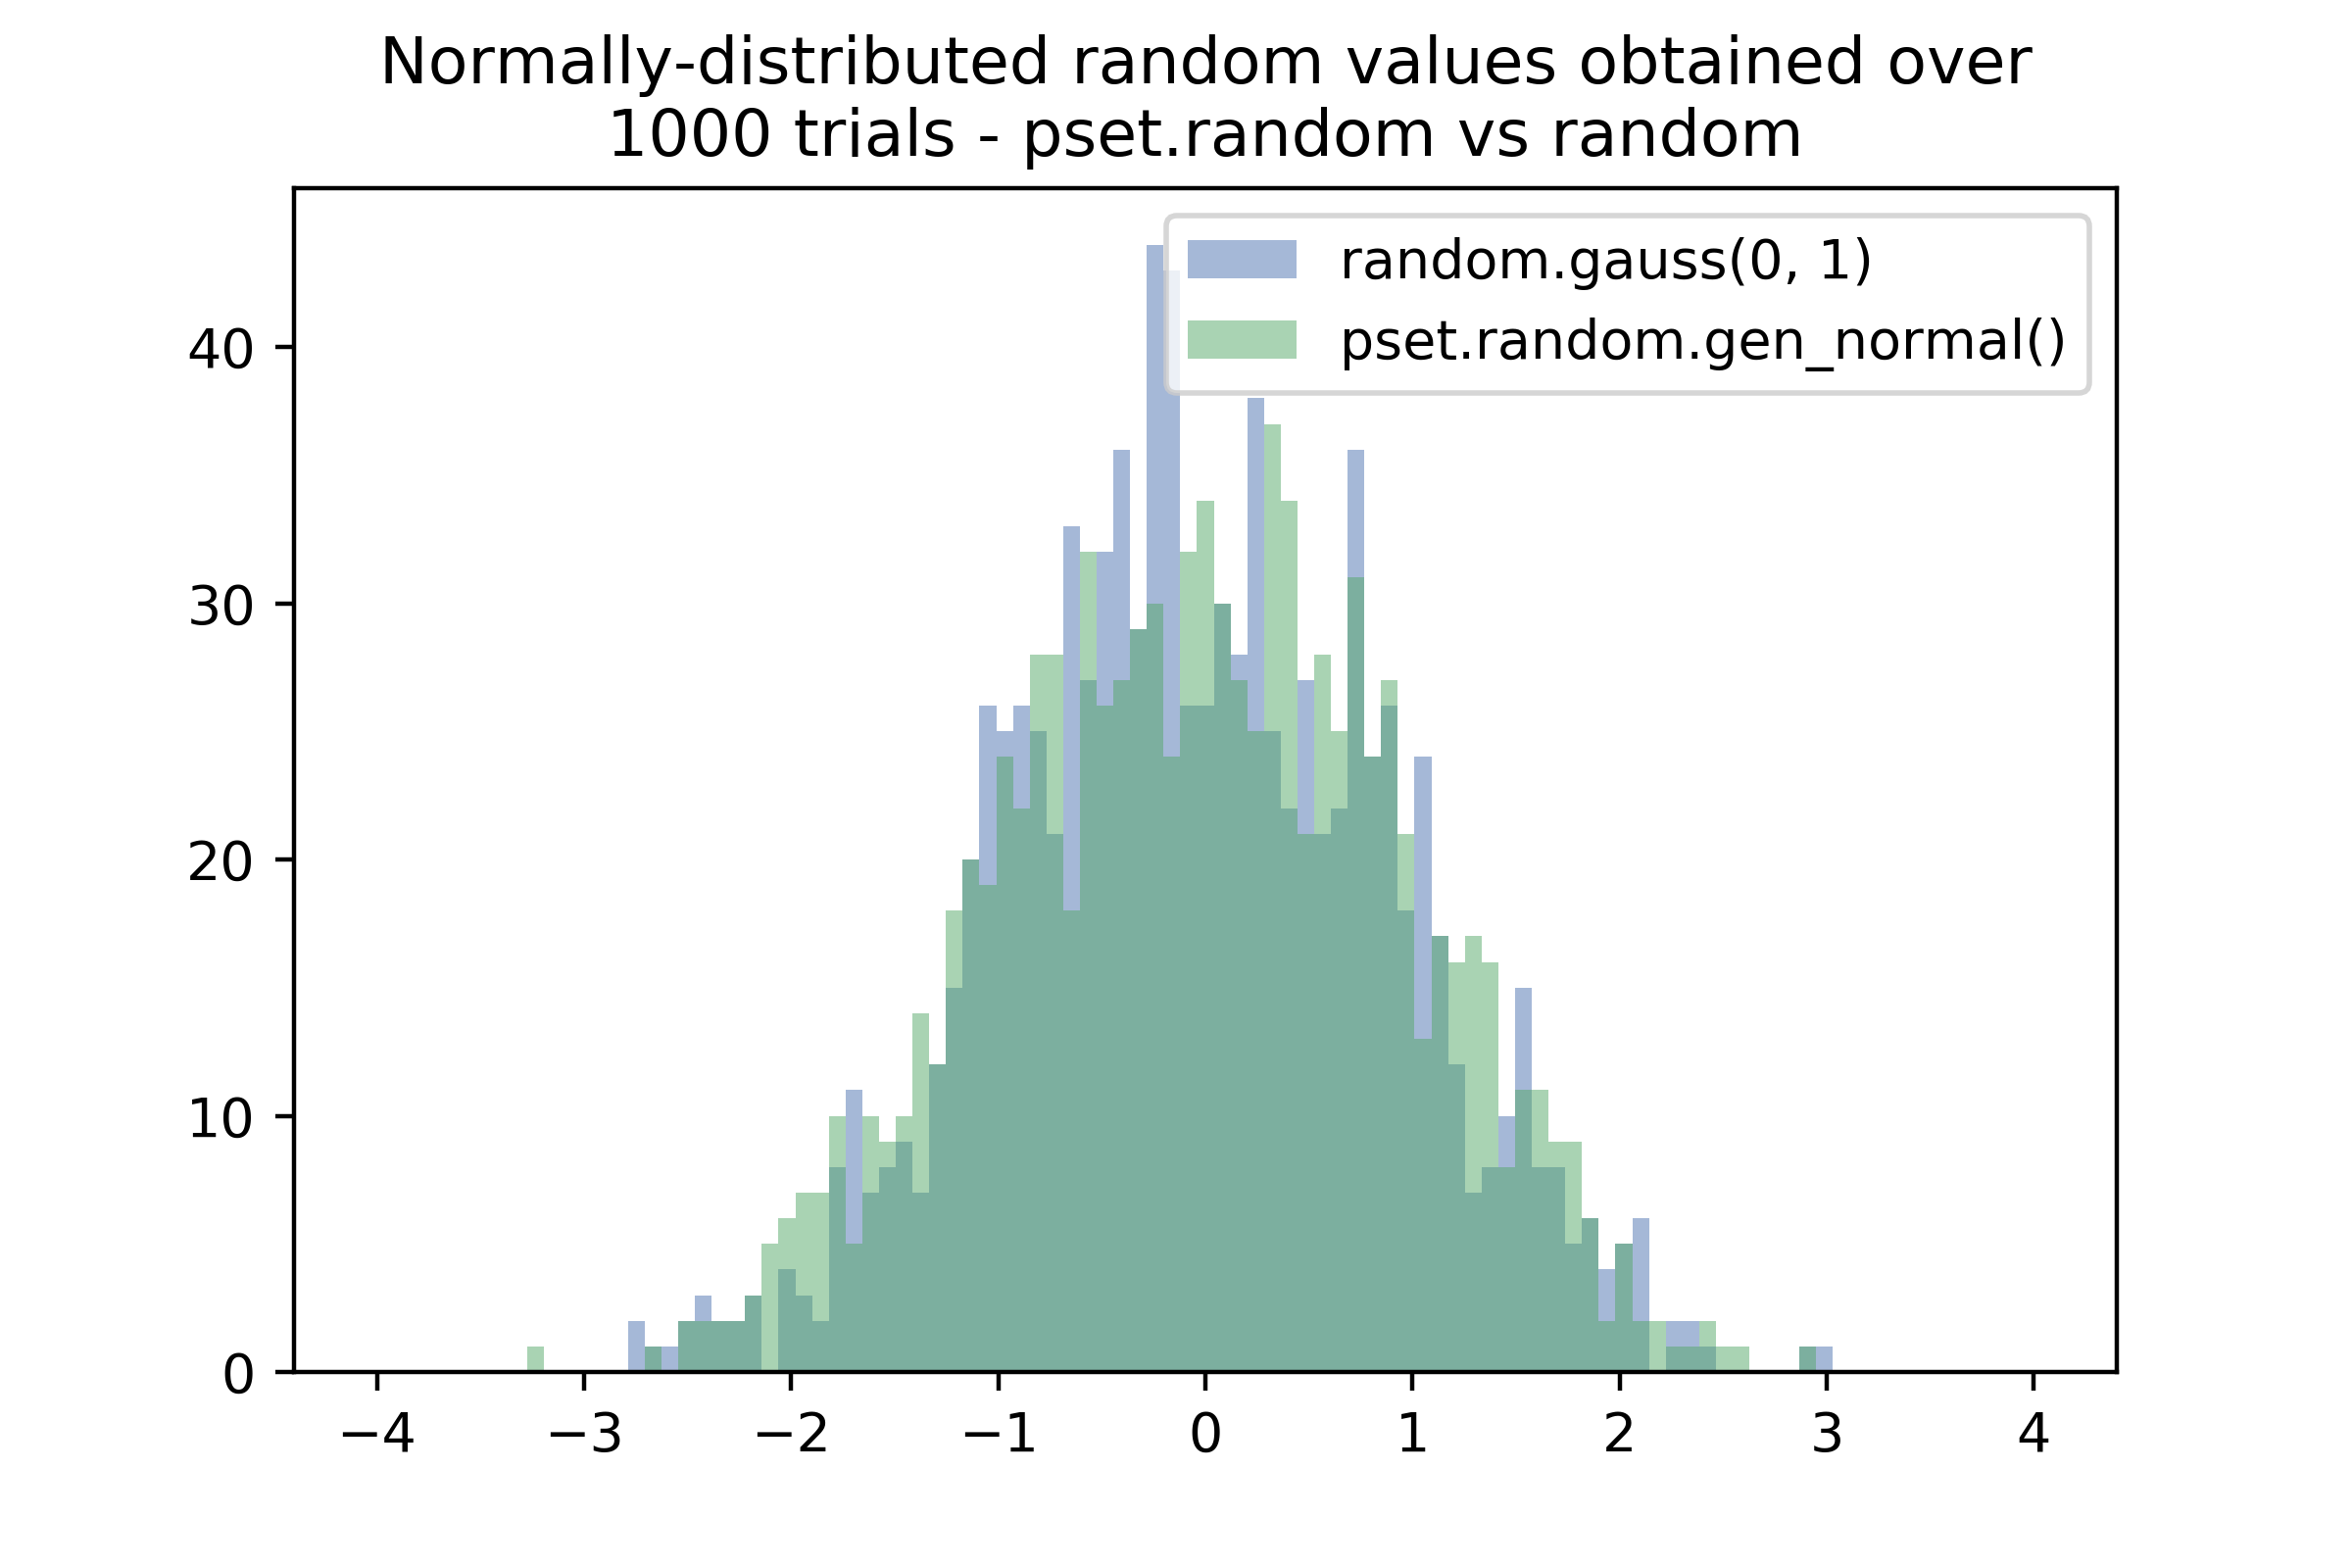 Normally-distributed random values obtained over
1000 trials - pset.random vs random
random.gauss(0, 1)
pset.random.gen_normal()
40
30
20
10
0
−4 −3 −2 −1 0 1 2 3 4